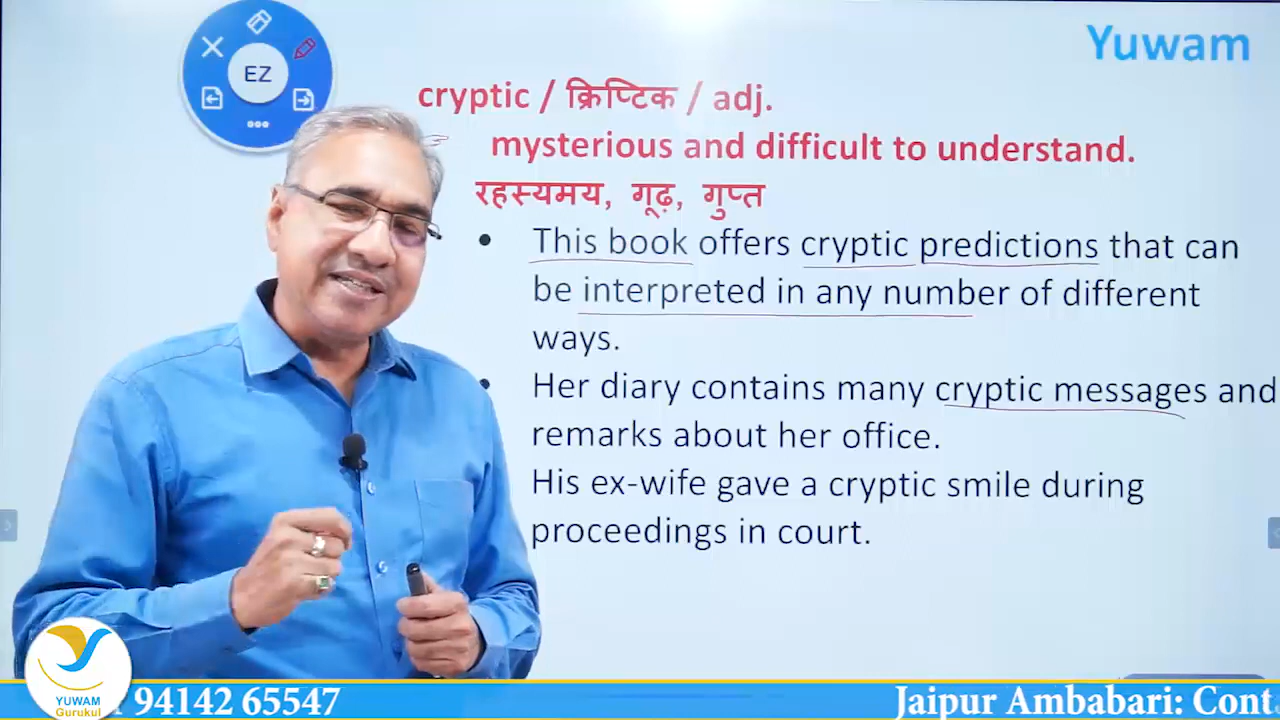 EZ
Yuwam
cryptic / क्रिप्टिक / adj.
mysterious and difficult to understand.
रहस्यमय, गूढ़, गुप्त
• This book offers cryptic predictions that can
be interpreted in any number of different
ways.
• Her diary contains many cryptic messages and
remarks about her office.
His ex-wife gave a cryptic smile during
proceedings in court.
YUWAM
Gurukul
94142 65547
Jaipur Ambabari: Cont